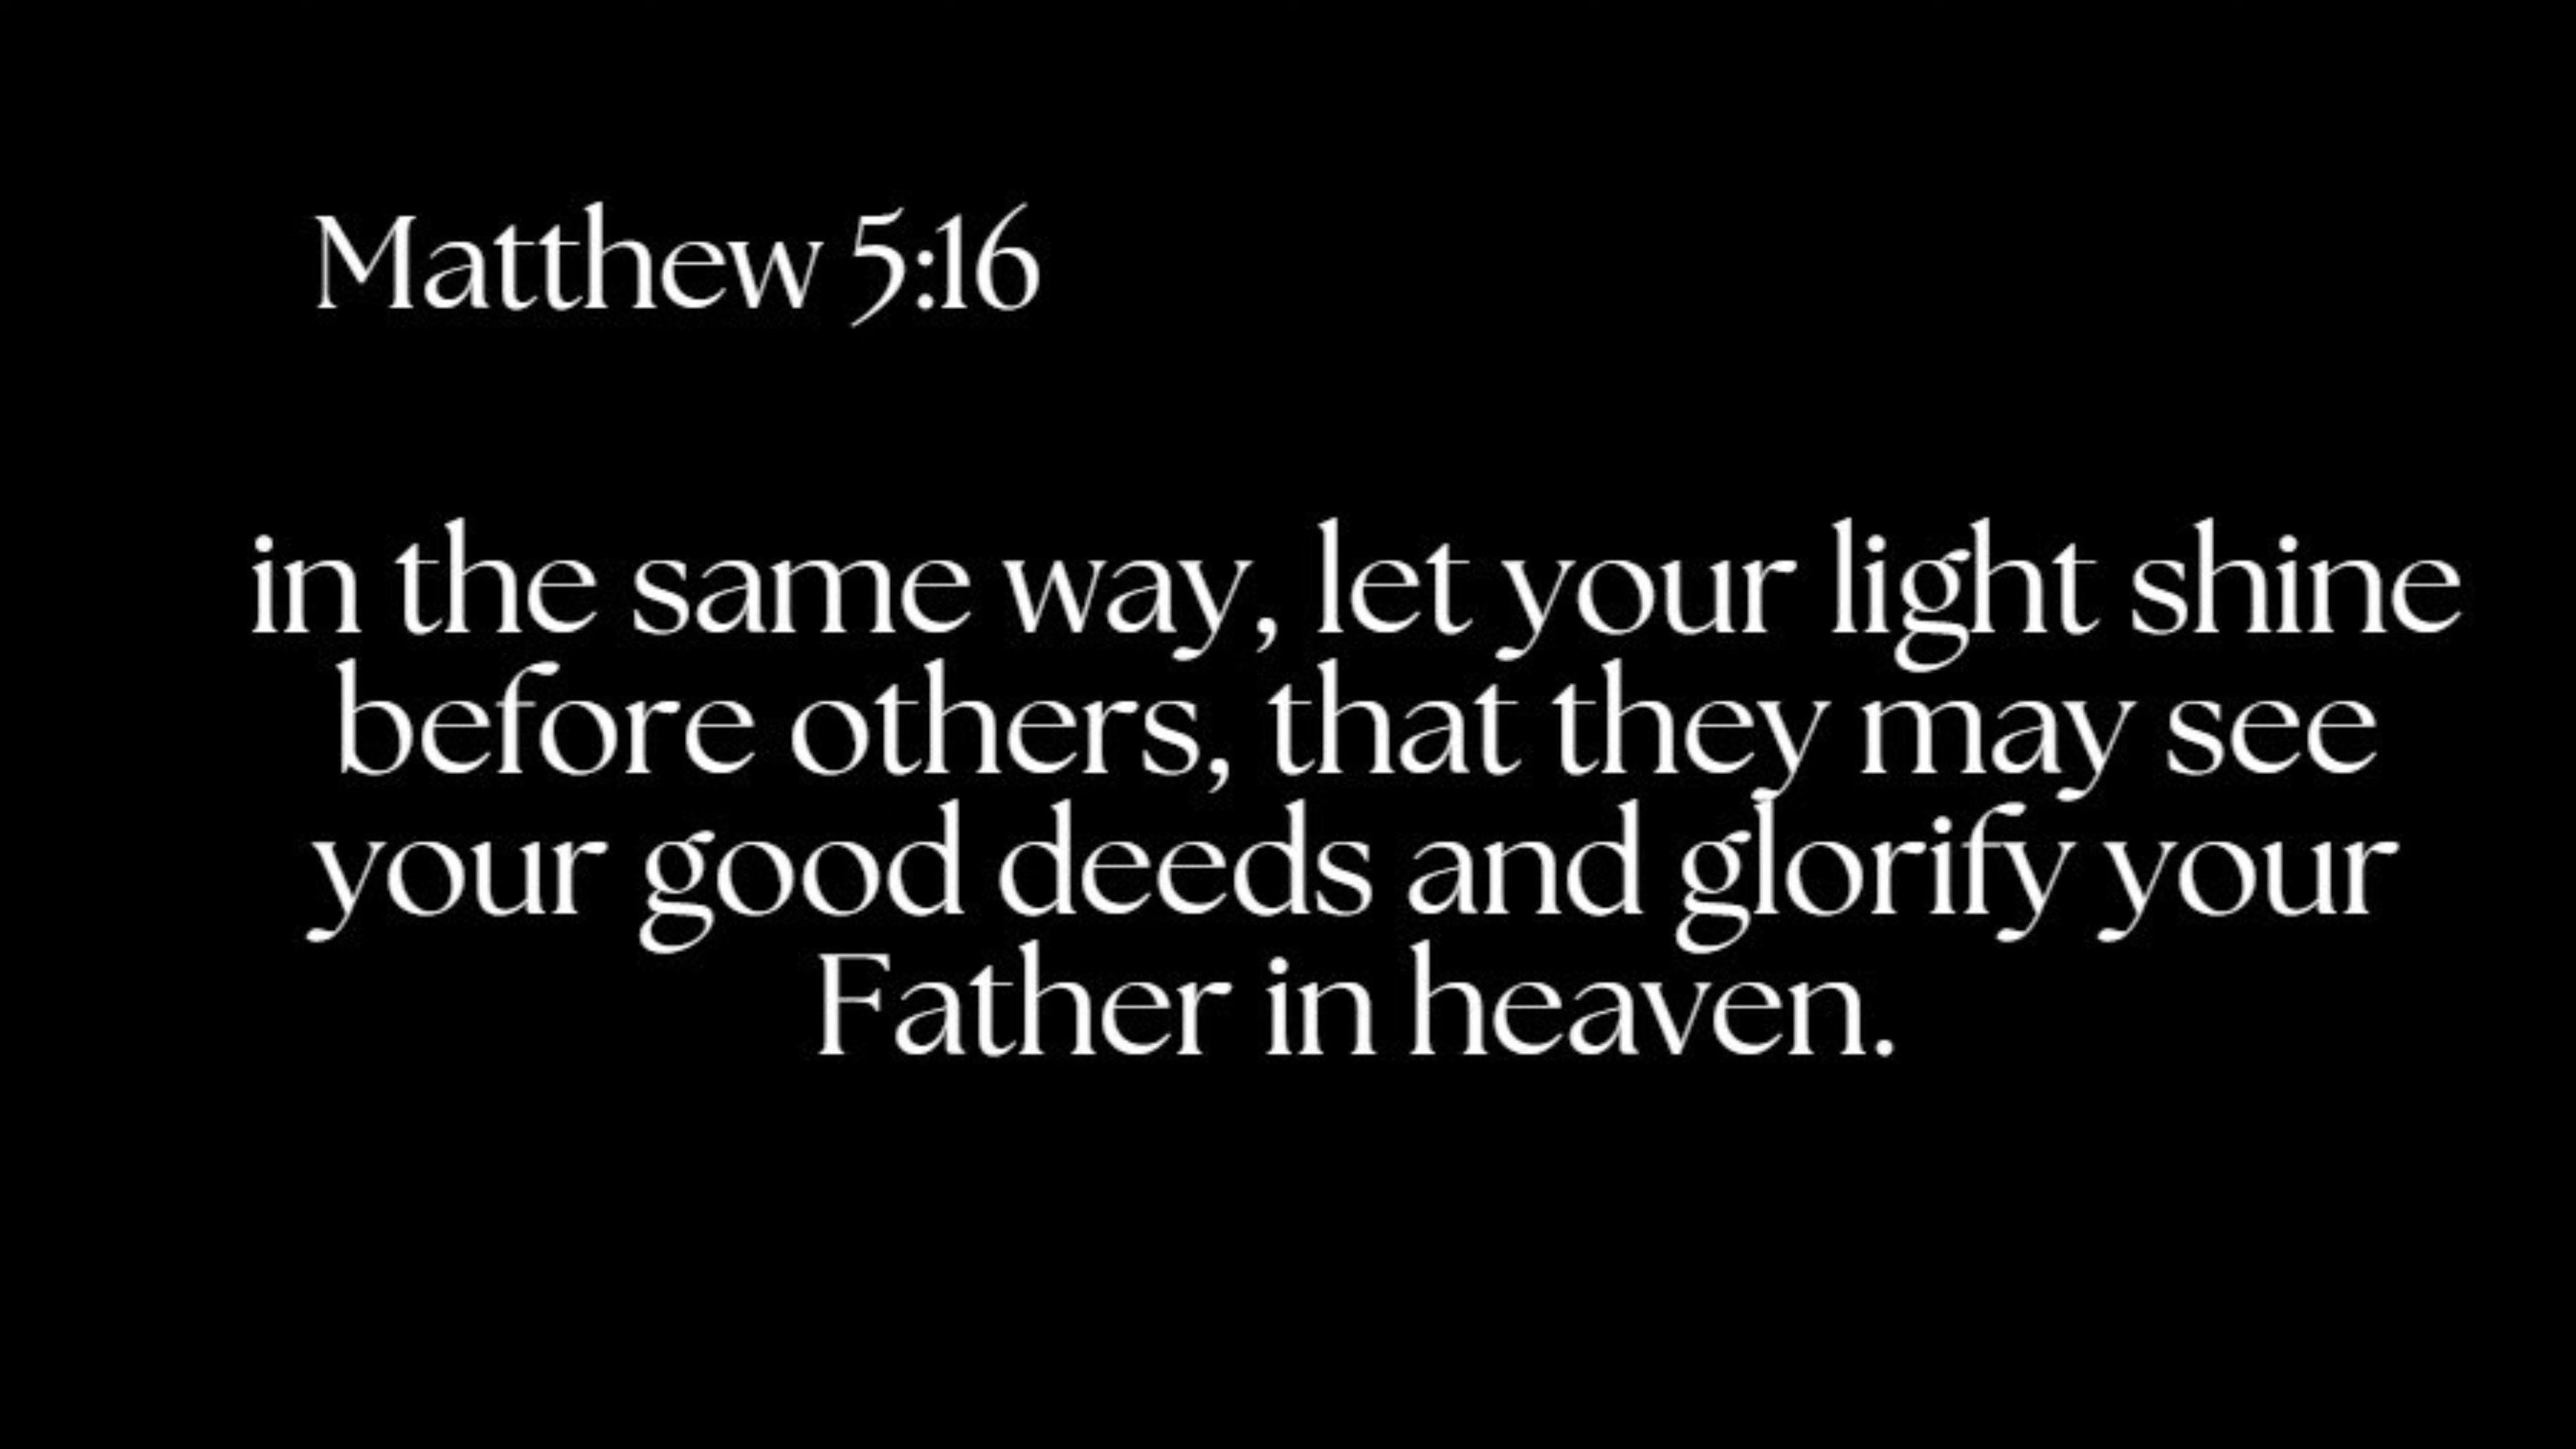 Matthew 5:16
in the same way, let your light shine
before others, that they may see
your good deeds and glorify your
Father in heaven.